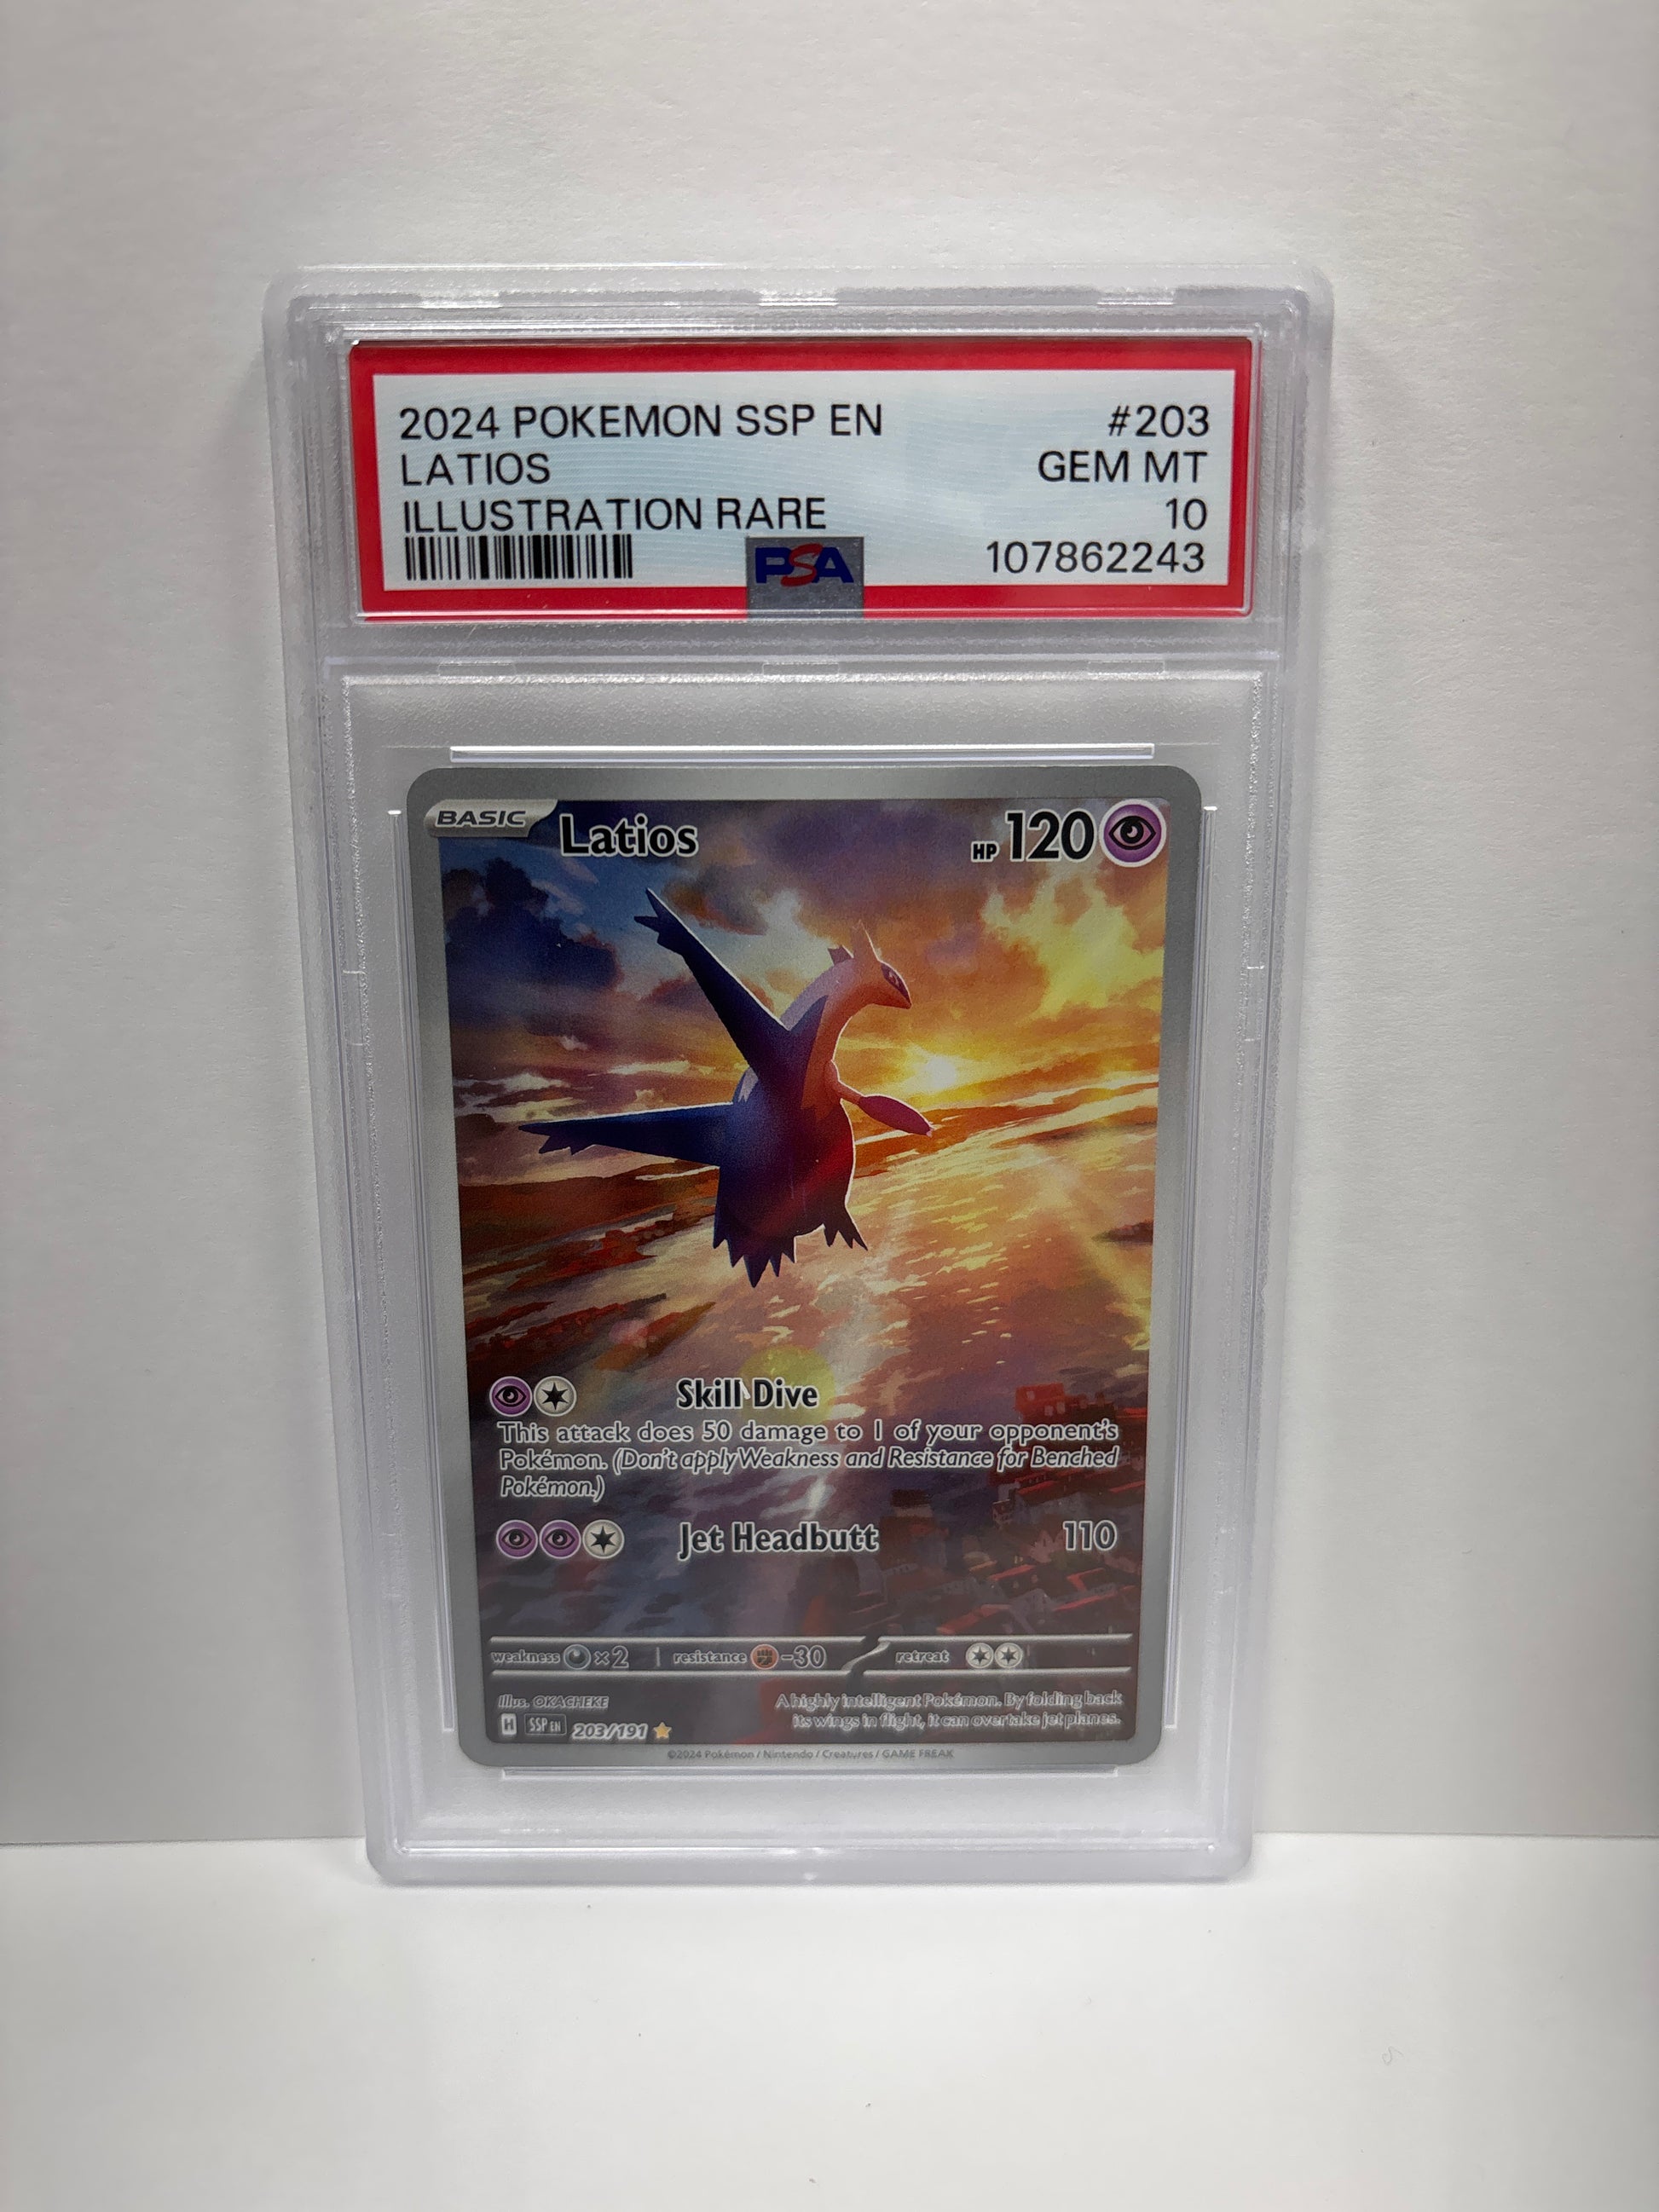 2024 POKEMON SSP EN #203
LATIOS GEM MT
ILLUSTRATION RARE 10
PSA 107862243
BASIC Latios HP 120
Skill Dive
This attack does 50 damage to 1 of your opponent's
Pokémon. (Don't apply Weakness and Resistance for Benched
Pokémon.)
Jet Headbutt 110
weakness ×2 resistance -30 retreat
Illus. OKACHEKE
A highly intelligent Pokémon. By folding back
its wings in flight, it can overtake jet planes.
H SSP EN 203/191
©2024 Pokémon / Nintendo / Creatures / GAME FREAK